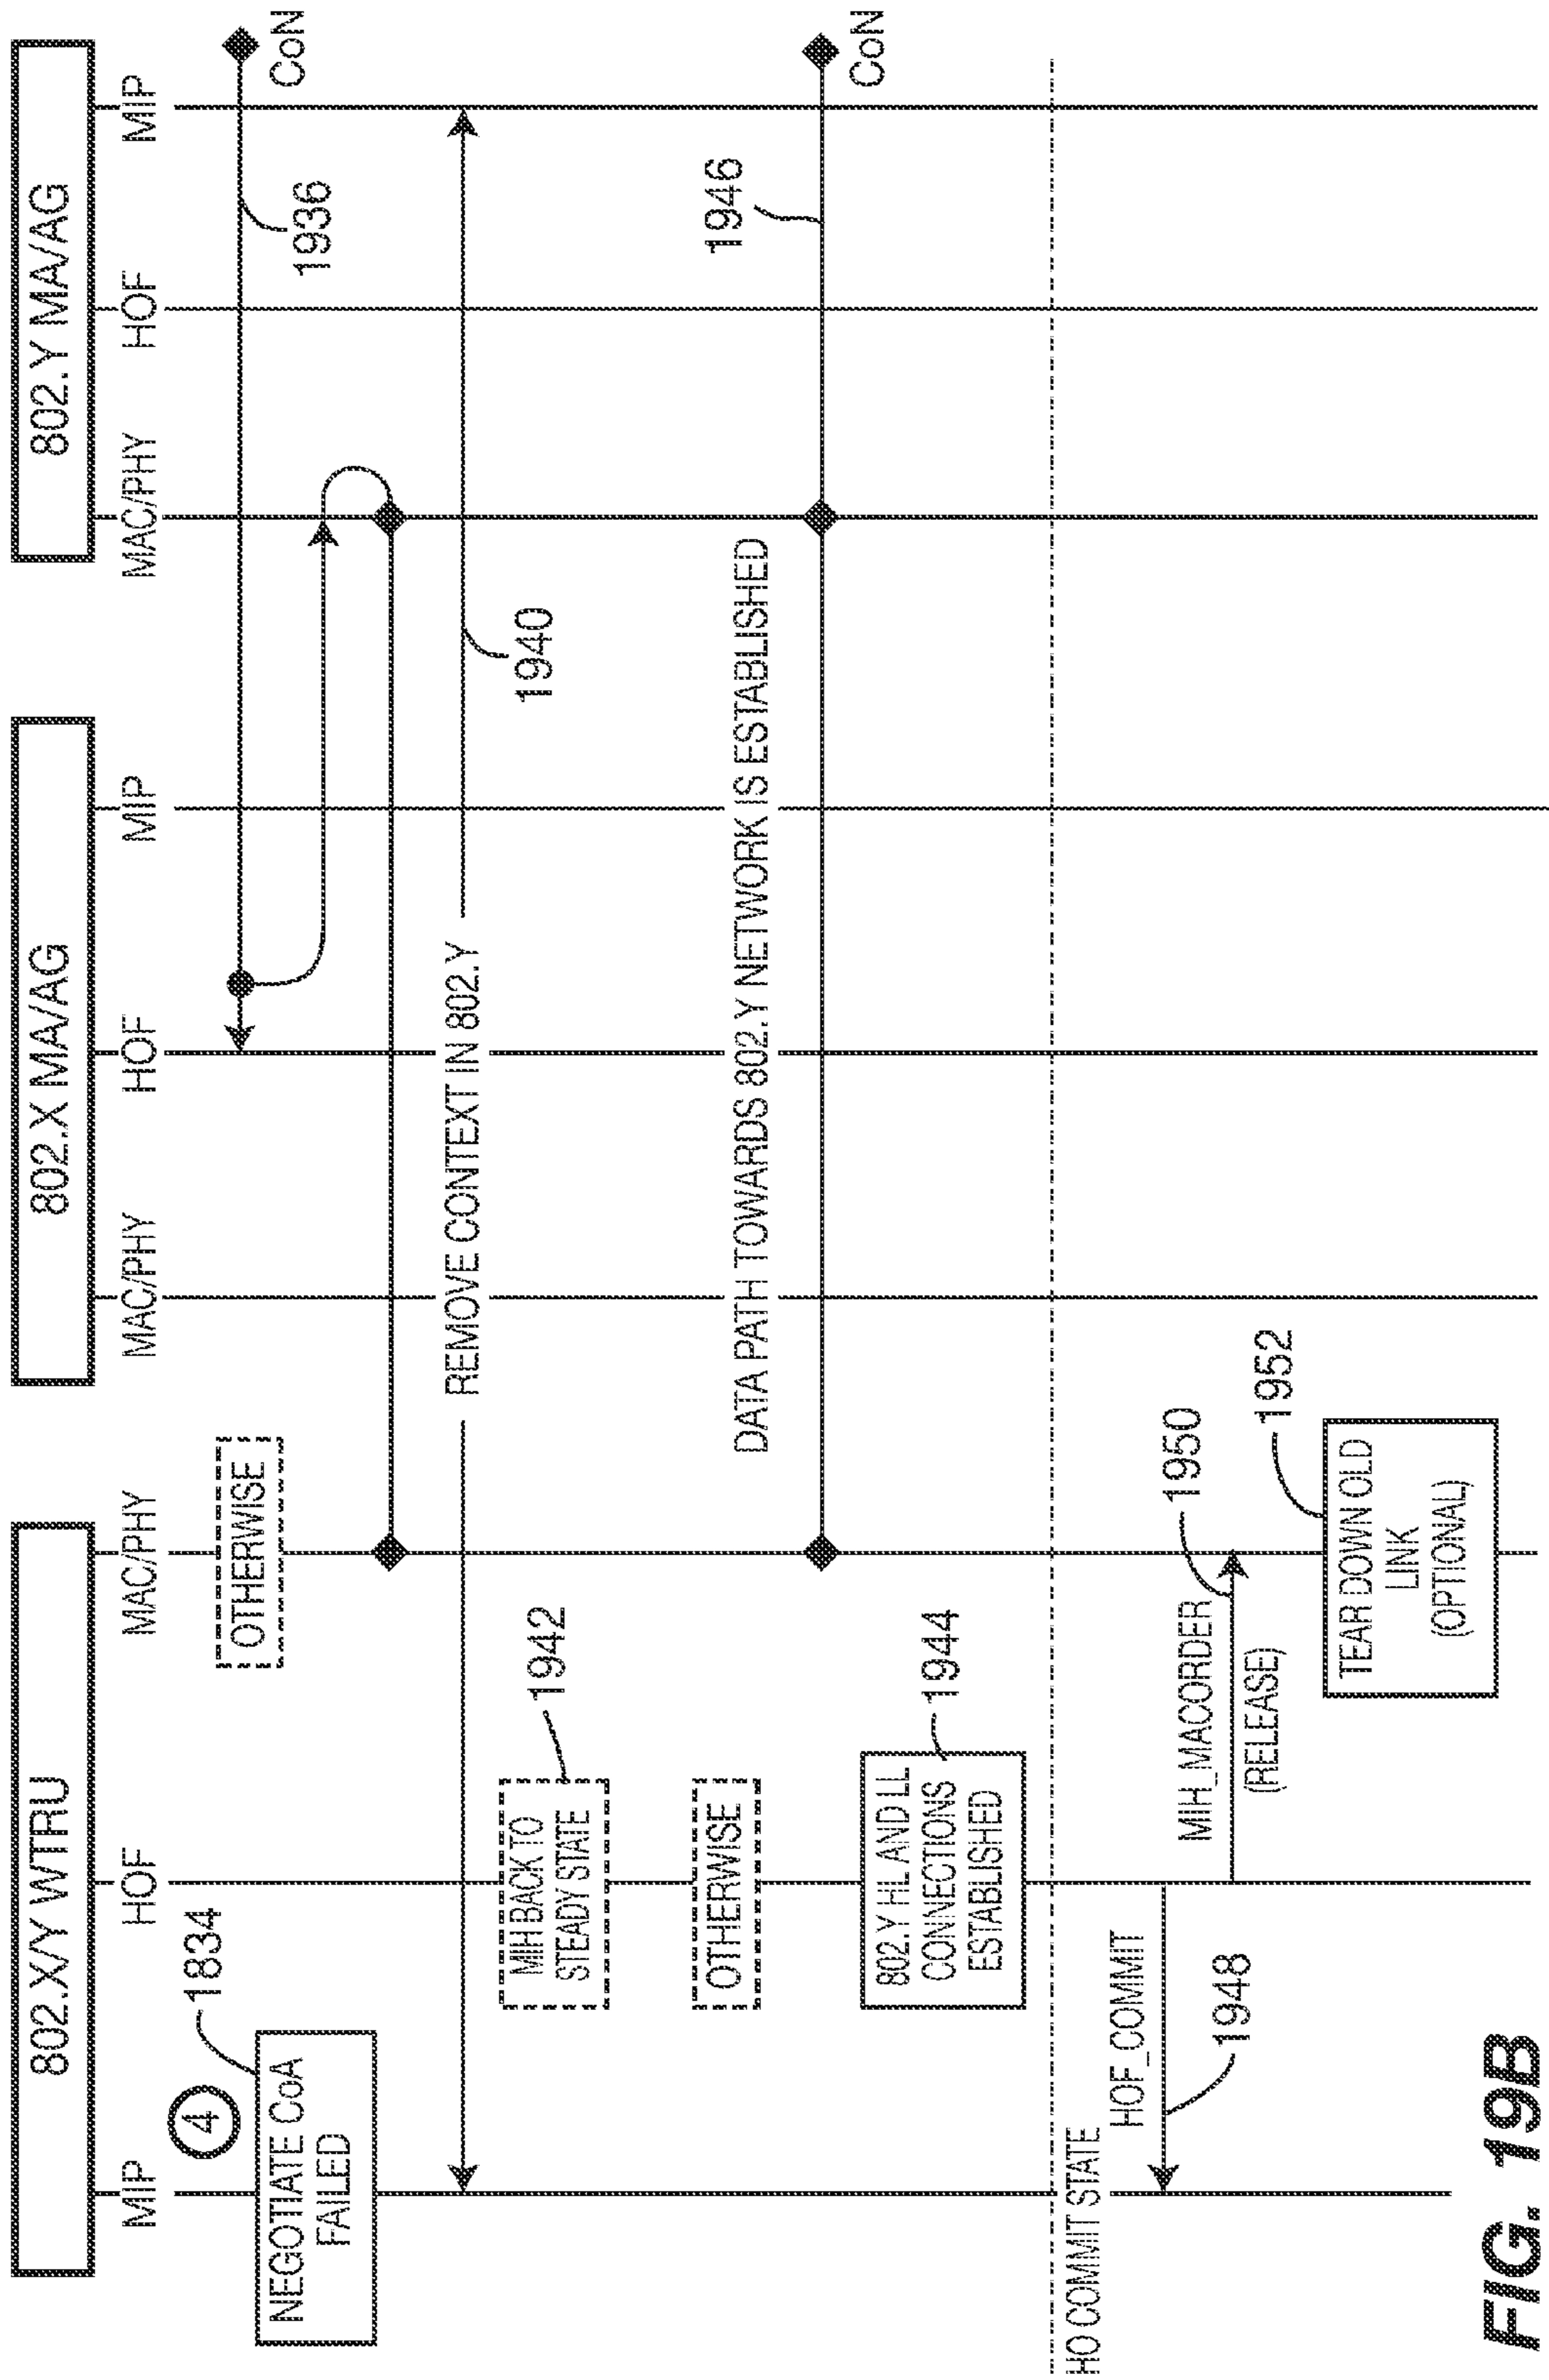 802.X/Y WTRU
802.X MA/AG
802.Y MA/AG
MIP
HOF
MAC/PHY
MAC/PHY
HOF
MIP
MAC/PHY
HOF
MIP
4
1834
NEGOTIATE CoA
FAILED
OTHERWISE
1936
CoN
REMOVE CONTEXT IN 802.Y
1940
MIH BACK TO
STEADY STATE
1942
OTHERWISE
DATA PATH TOWARDS 802.Y NETWORK IS ESTABLISHED
1946
CoN
802.Y HL AND LL
CONNECTIONS
ESTABLISHED
1944
HO COMMIT STATE
HOF_COMMIT
1948
MIH_MACORDER
(RELEASE)
1950
1952
TEAR DOWN OLD
LINK
(OPTIONAL)
FIG. 19B